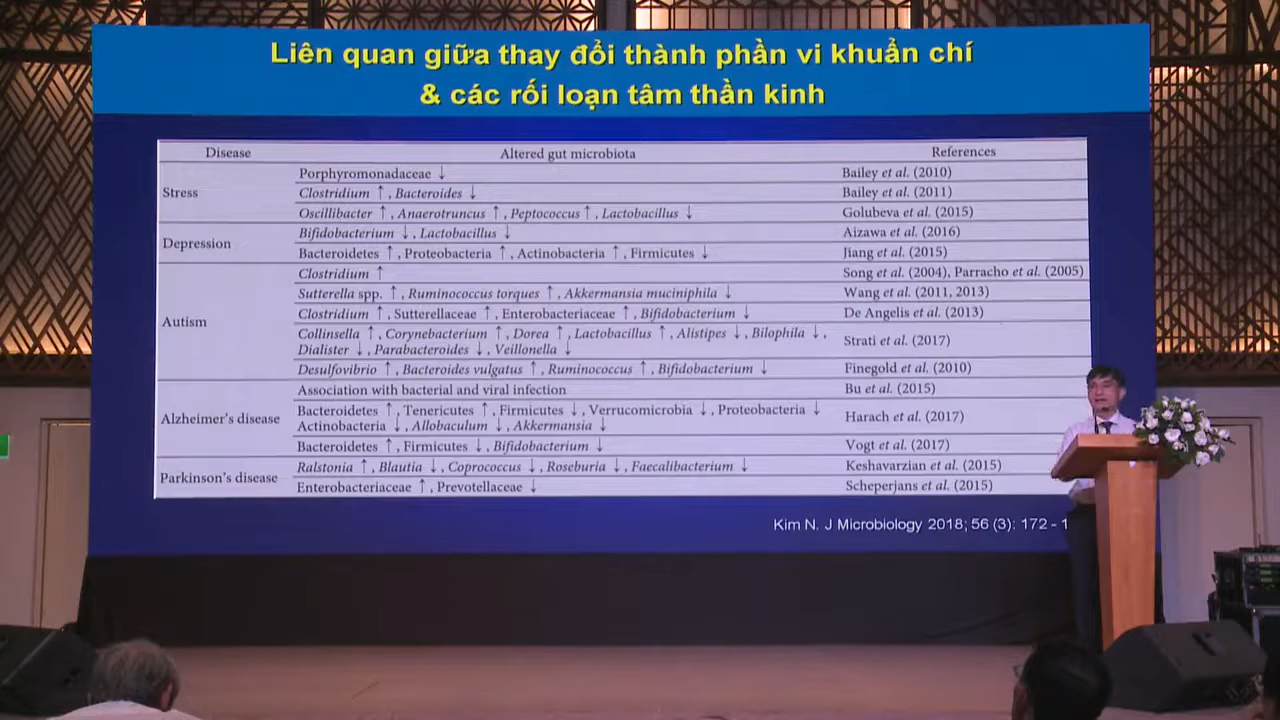 Liên quan giữa thay đổi thành phần vi khuẩn chí
& các rối loạn tâm thần kinh
Disease Altered gut microbiota References
Stress
Porphyromonadaceae ↓ Bailey et al. (2010)
Clostridium ↑, Bacteroides ↓ Bailey et al. (2011)
Oscillibacter ↑, Anaerotruncus ↑, Peptococcus ↑, Lactobacillus ↓ Golubeva et al. (2015)
Depression
Bifidobacterium ↓, Lactobacillus ↓ Aizawa et al. (2016)
Bacteroidetes ↑, Proteobacteria ↑, Actinobacteria ↑, Firmicutes ↓ Jiang et al. (2015)
Autism
Clostridium ↑ Song et al. (2004), Parracho et al. (2005)
Sutterella spp. ↑, Ruminococcus torques ↑, Akkermansia muciniphila ↓ Wang et al. (2011, 2013)
Clostridium ↑, Sutterellaceae ↑, Enterobacteriaceae ↑, Bifidobacterium ↓ De Angelis et al. (2013)
Collinsella ↑, Corynebacterium ↑, Dorea ↑, Lactobacillus ↑, Alistipes ↓, Bilophila ↓,
Dialister ↓, Parabacteroides ↓, Veillonella ↓ Strati et al. (2017)
Desulfovibrio ↑, Bacteroides vulgatus ↑, Ruminococcus ↑, Bifidobacterium ↓ Finegold et al. (2010)
Alzheimer's disease
Association with bacterial and viral infection Bu et al. (2015)
Bacteroidetes ↑, Tenericutes ↑, Firmicutes ↓, Verrucomicrobia ↓, Proteobacteria ↓
Actinobacteria ↓, Allobaculum ↓, Akkermansia ↓ Harach et al. (2017)
Bacteroidetes ↑, Firmicutes ↓, Bifidobacterium ↓ Vogt et al. (2017)
Parkinson's disease
Ralstonia ↑, Blautia ↓, Coprococcus ↓, Roseburia ↓, Faecalibacterium ↓ Keshavarzian et al. (2015)
Enterobacteriaceae ↑, Prevotellaceae ↓ Scheperjans et al. (2015)
Kim N. J Microbiology 2018; 56 (3): 172 - 1